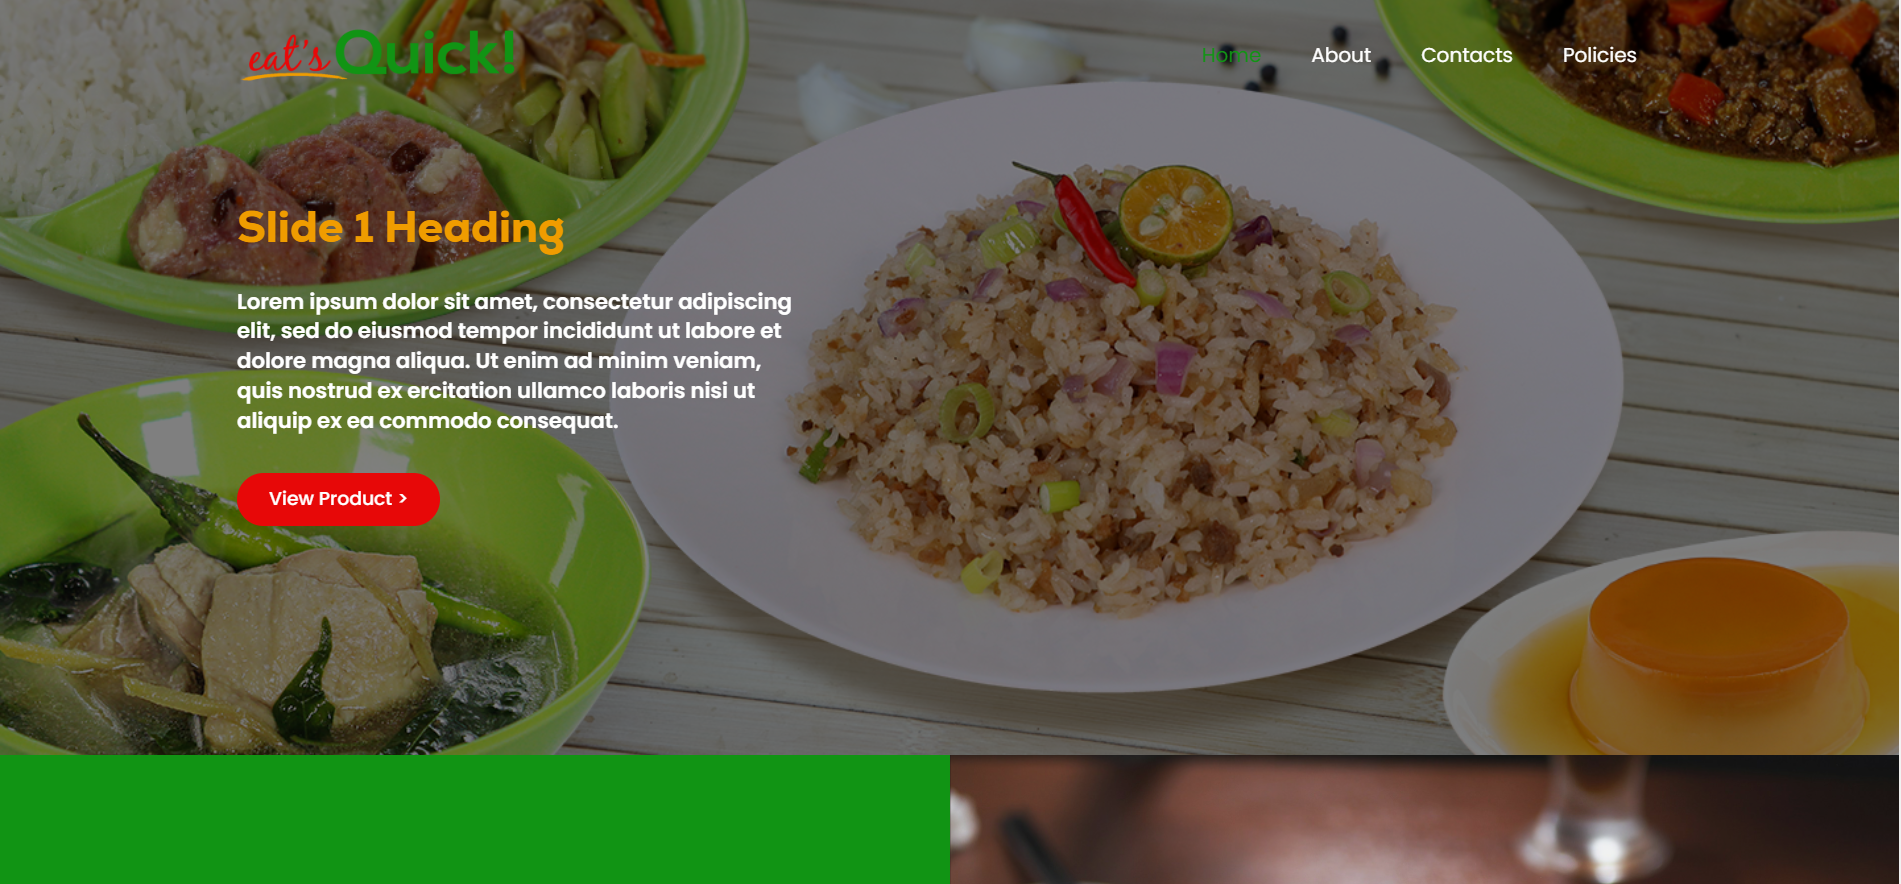 eat's Quick!
Home About Contacts Policies
Slide 1 Heading
Lorem ipsum dolor sit amet, consectetur adipiscing
elit, sed do eiusmod tempor incididunt ut labore et
dolore magna aliqua. Ut enim ad minim veniam,
quis nostrud ex ercitation ullamco laboris nisi ut
aliquip ex ea commodo consequat.
View Product >